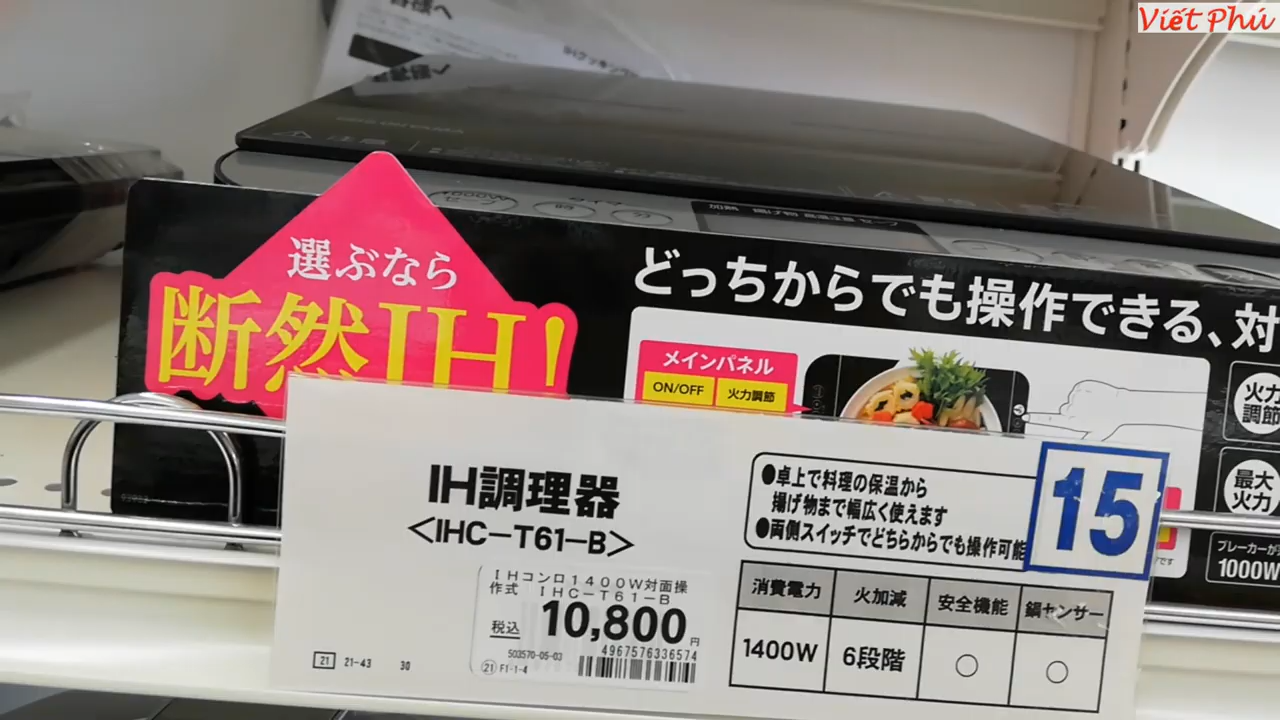 Viết Phú
皆様へ
選ぶなら
断然IH!
どっちからでも操作できる、対
メインパネル
ON/OFF
火力調節
火力
調節
最大
火力
ブレーカーが
1000W
IH調理器
<IHC-T61-B>
●卓上で料理の保温から
揚げ物まで幅広く使えます
●両側スイッチでどちらからでも操作可能
15
IHコンロ1400W対面操
作式 IHC-T61-B
税込 10,800円
503570-05-03
4967576336574
21 F1-1-4
21 21-43 30
消費電力 火加減 安全機能 鍋センサー
1400W 6段階 ○ ○